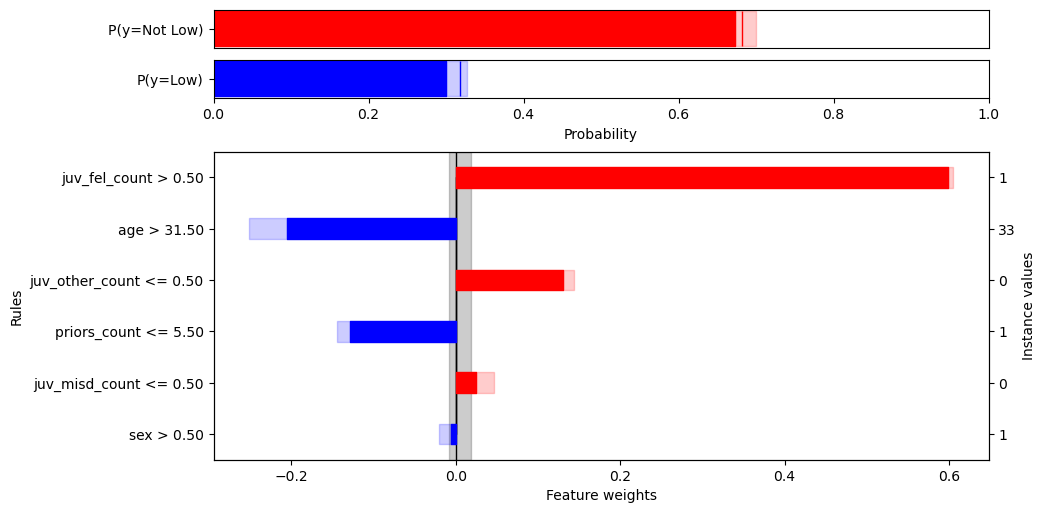 P(y=Not Low)
P(y=Low)
0.0 0.2 0.4 0.6 0.8 1.0
Probability
juv_fel_count > 0.50 1
age > 31.50 33
juv_other_count <= 0.50 0
priors_count <= 5.50 1
juv_misd_count <= 0.50 0
sex > 0.50 1
Rules
Instance values
−0.2 0.0 0.2 0.4 0.6
Feature weights